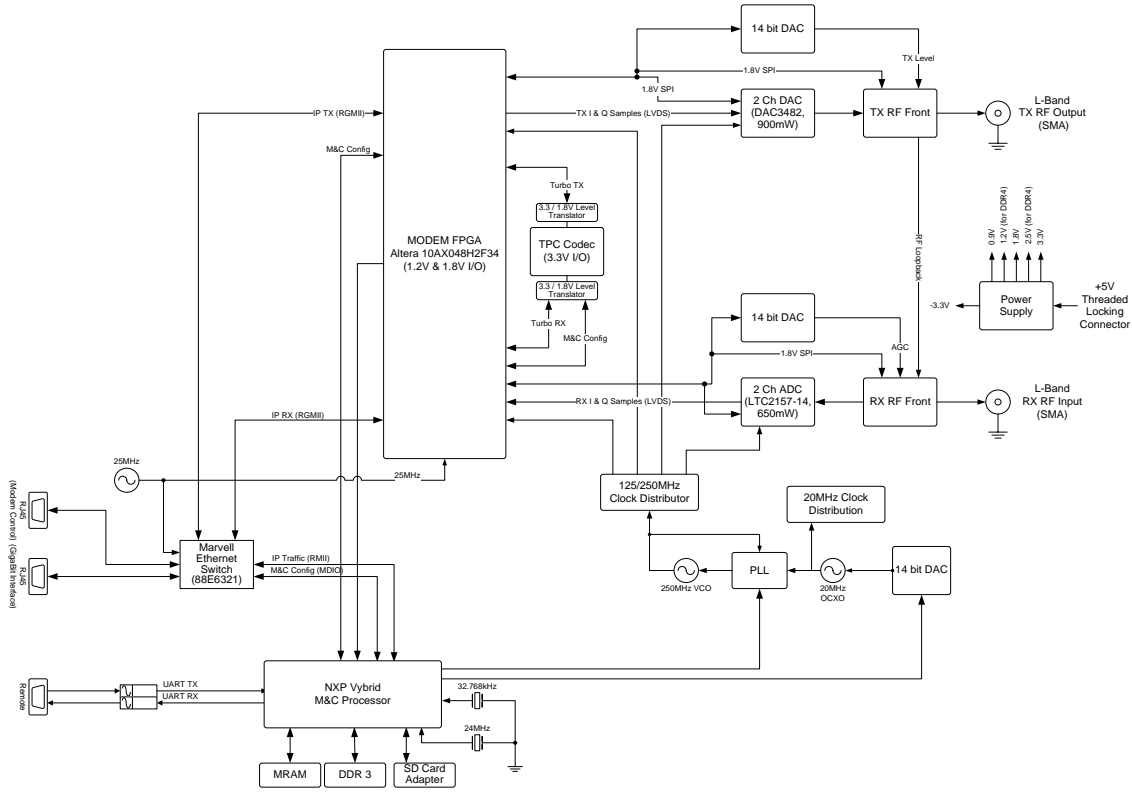 14 bit DAC
TX Level
1.8V SPI
1.8V SPI
2 Ch DAC
(DAC3482,
900mW)
TX RF Front
L-Band
TX RF Output
(SMA)
IP TX (RGMII)
TX I & Q Samples (LVDS)
M&C Config
Turbo TX
3.3 / 1.8V Level
Translator
TPC Codec
(3.3V I/O)
3.3 / 1.8V Level
Translator
Turbo RX
M&C Config
MODEM FPGA
Altera 10AX048H2F34
(1.2V & 1.8V I/O)
RF Loopback
0.9V
1.2V (for DDR4)
1.8V
2.5V (for DDR4)
3.3V
-3.3V
Power
Supply
+5V
Threaded
Locking
Connector
14 bit DAC
AGC
1.8V SPI
2 Ch ADC
(LTC2157-14,
650mW)
RX RF Front
L-Band
RX RF Input
(SMA)
RX I & Q Samples (LVDS)
IP RX (RGMII)
25MHz
25MHz
125/250MHz
Clock Distributor
20MHz Clock
Distribution
RJ45
(Modem Control)
RJ45
(GigaBit Interface)
Marvell
Ethernet
Switch
(88E6321)
IP Traffic (RMII)
M&C Config (MDIO)
250MHz VCO
PLL
20MHz
OCXO
14 bit DAC
Remote
UART TX
UART RX
NXP Vybrid
M&C Processor
32.768kHz
24MHz
MRAM
DDR 3
SD Card
Adapter